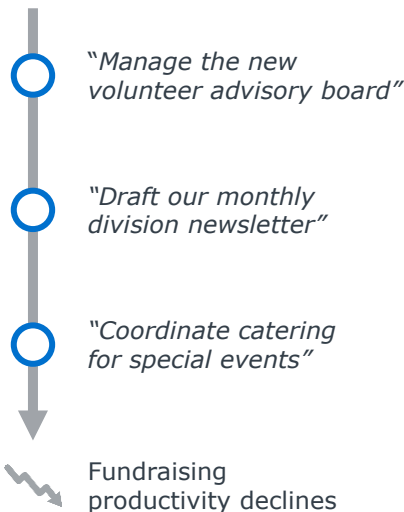 “Manage the new
volunteer advisory board”
“Draft our monthly
division newsletter”
“Coordinate catering
for special events”
Fundraising
productivity declines